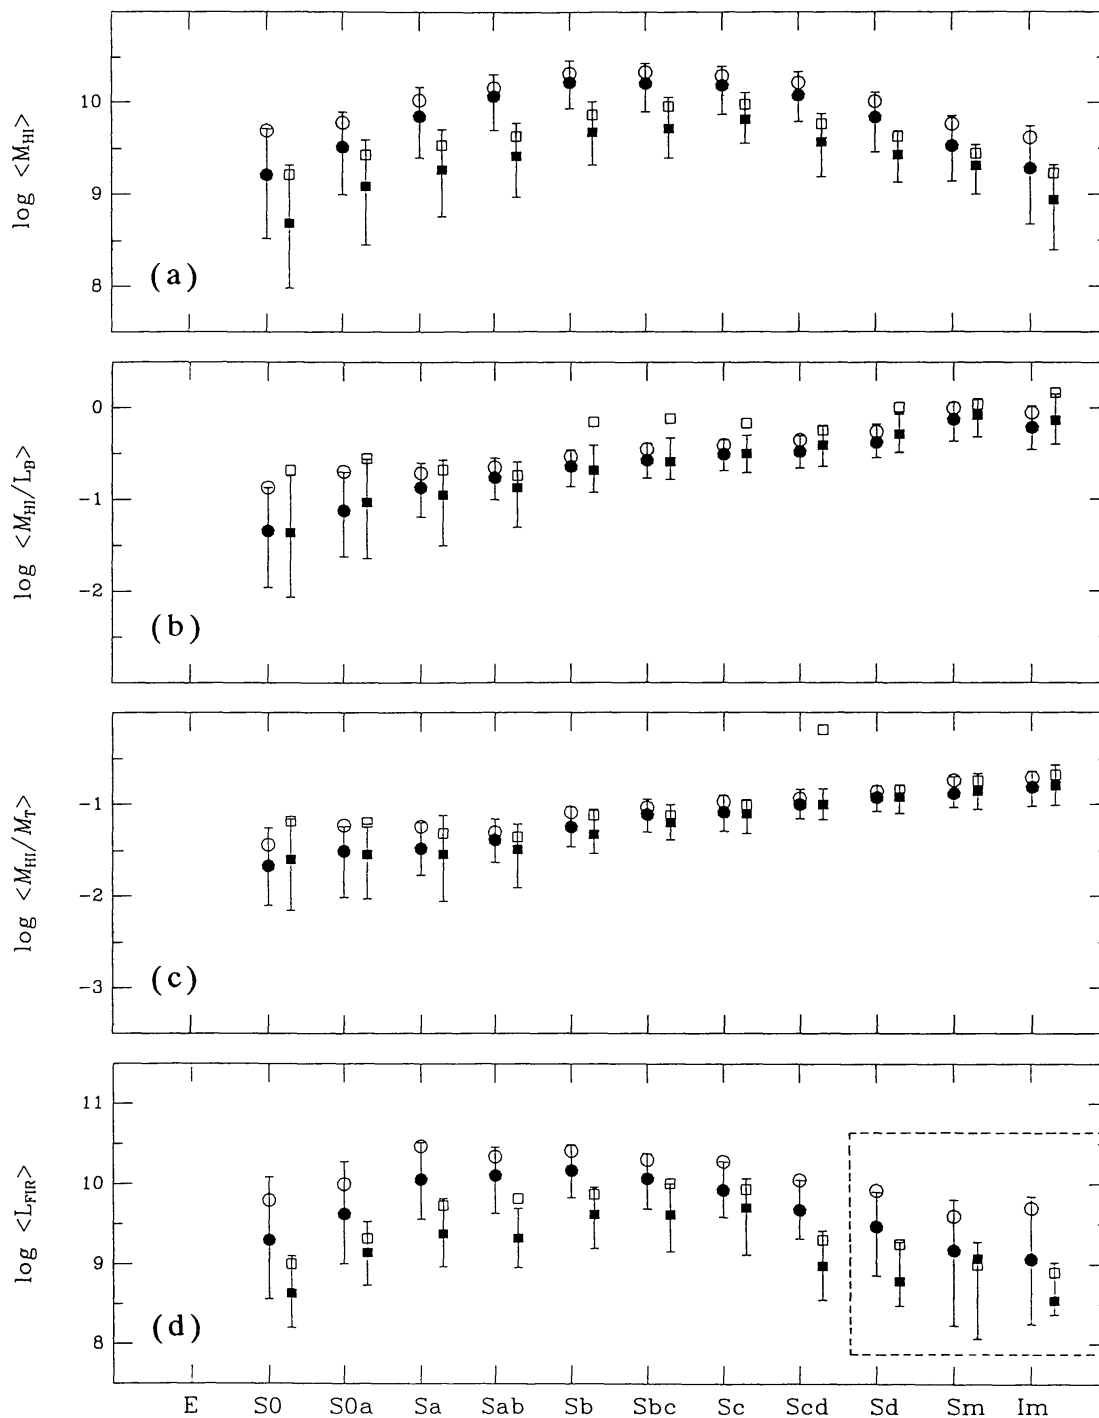 log <M_HI>
10
9
8
(a)
log <M_HI/L_B>
0
-1
-2
(b)
log <M_HI/M_T>
-1
-2
-3
(c)
log <L_FIR>
11
10
9
8
(d)
E S0 S0a Sa Sab Sb Sbc Sc Scd Sd Sm Im